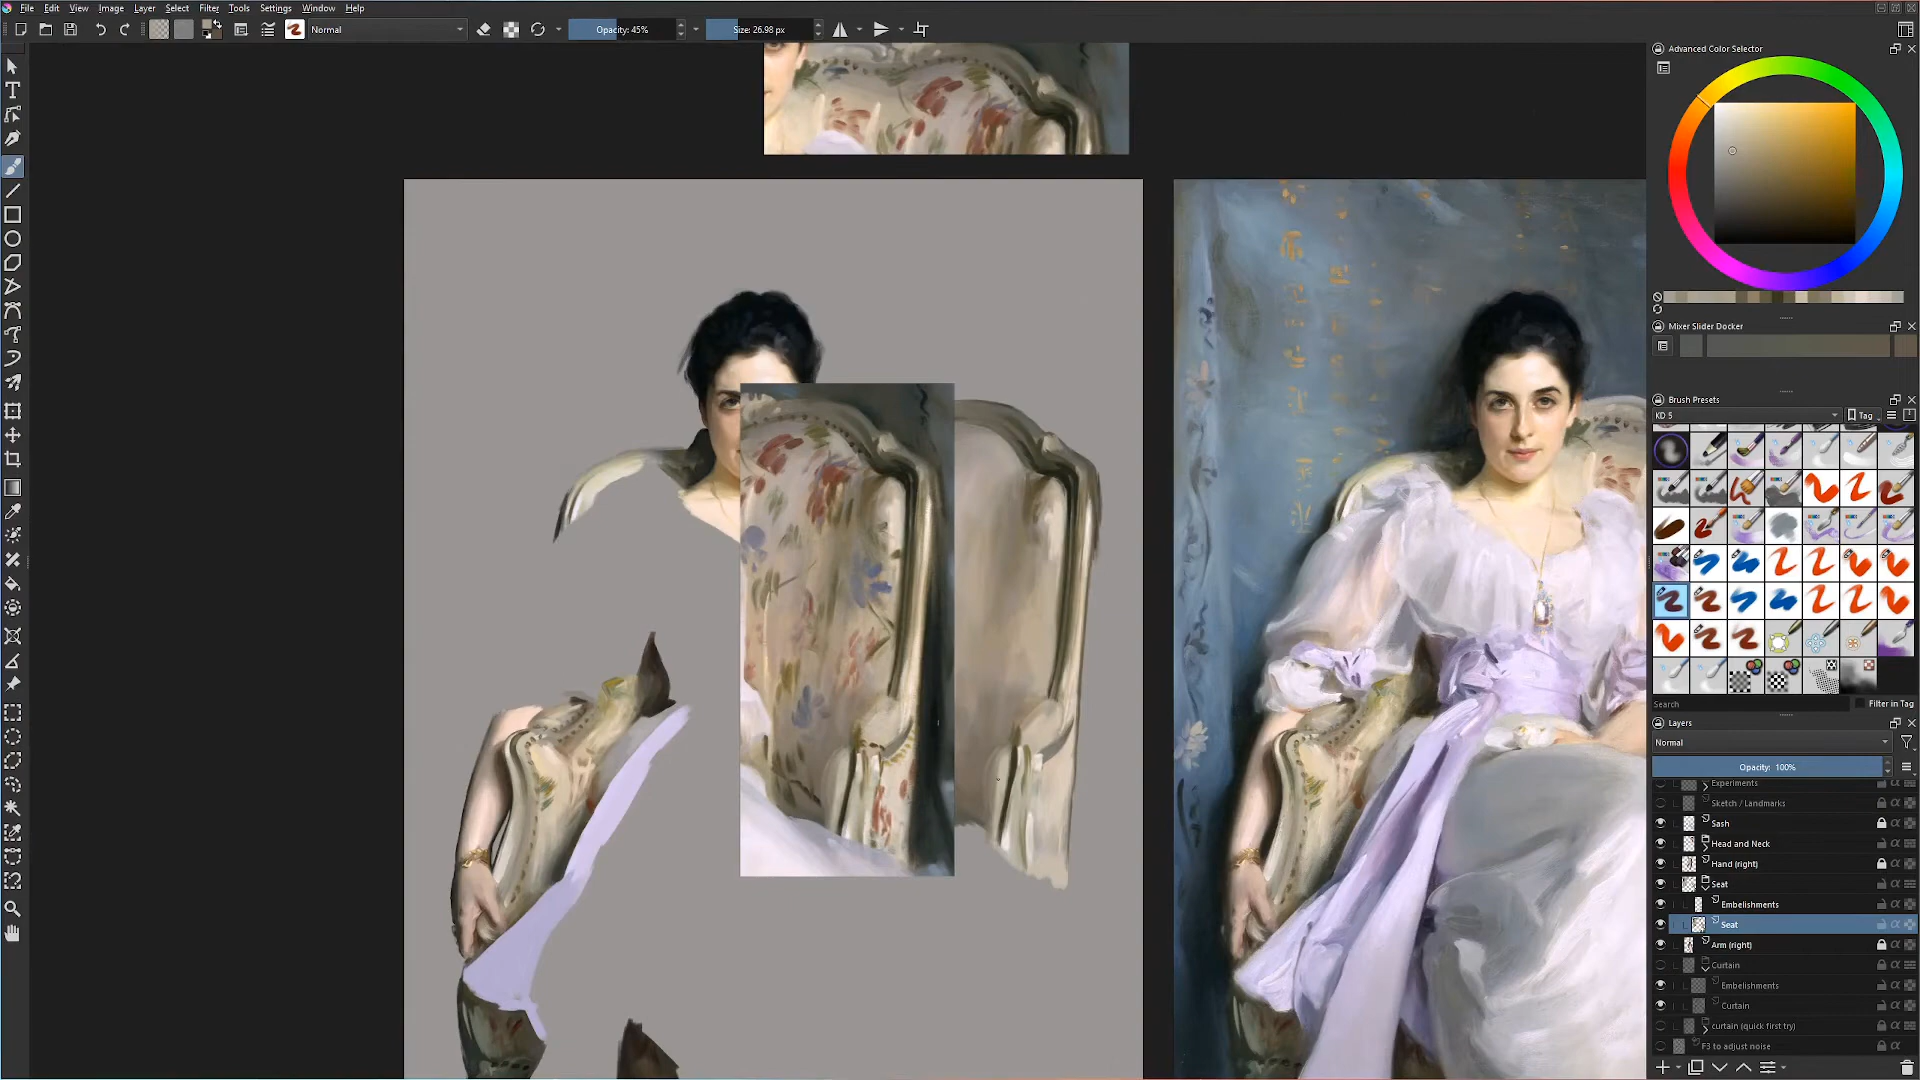 File Edit View Image Layer Select Filter Tools Settings Window Help
Normal Opacity: 45% Size: 26.98 px
Advanced Color Selector
Mixer Slider Docker
Brush Presets
KD 5 Tag
Search Filter in Tag
Layers
Normal
Opacity: 100%
Experiments
Sketch / Landmarks
Sash
Head and Neck
Hand (right)
Seat
Embelishments
Seat
Arm (right)
Curtain
Embelishments
Curtain
curtain (quick first try)
F3 to adjust noise